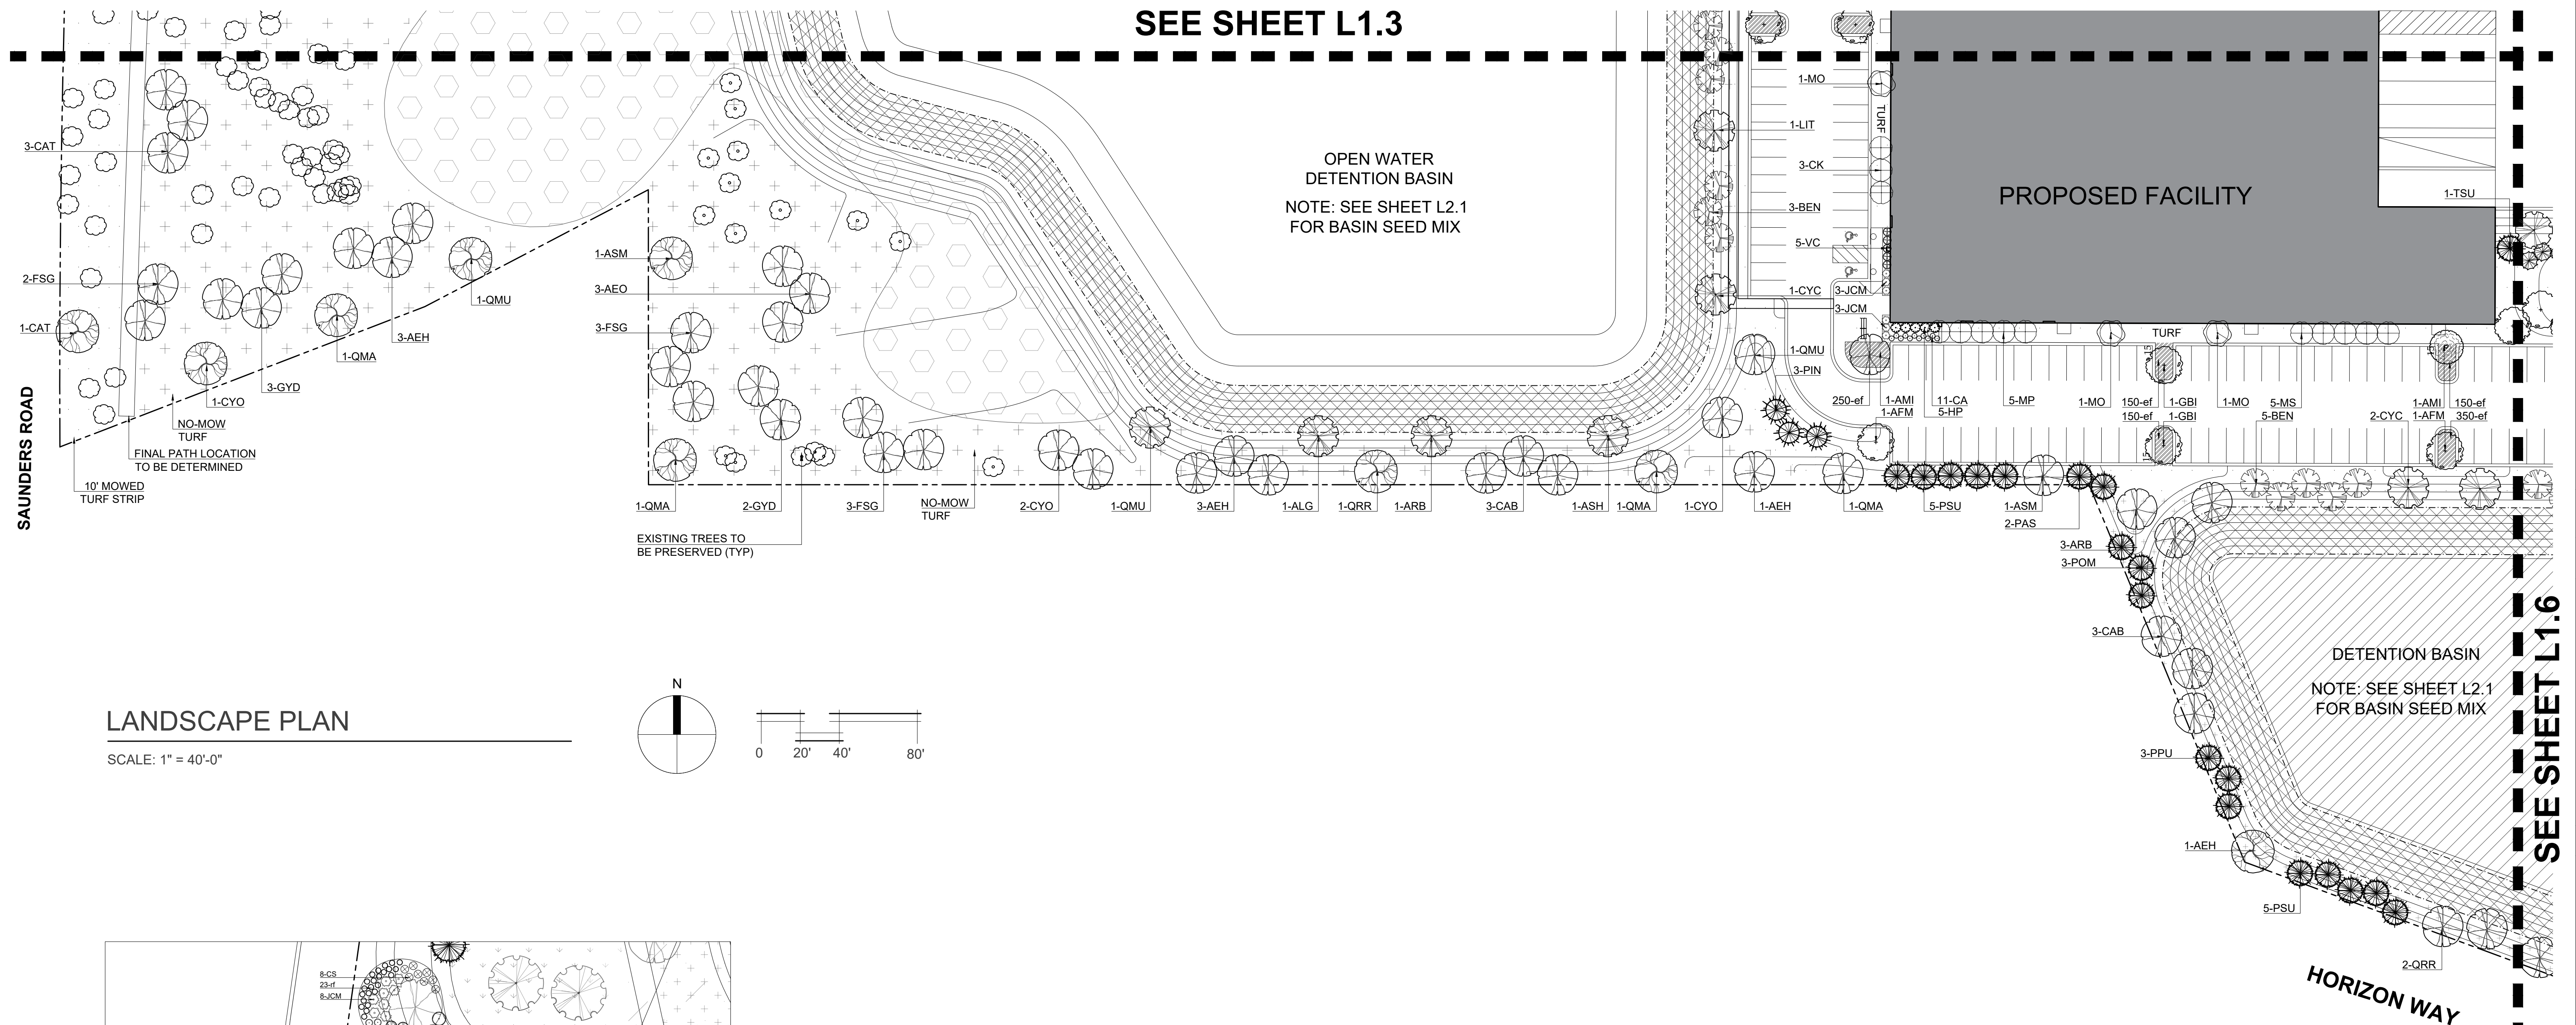 SEE SHEET L1.3
3-CAT
2-FSG
1-CAT
1-QMU
3-AEH
1-QMA
3-GYD
1-CYO
NO-MOW
TURF
FINAL PATH LOCATION
TO BE DETERMINED
10' MOWED
TURF STRIP
SAUNDERS ROAD
1-ASM
3-AEO
3-FSG
OPEN WATER
DETENTION BASIN
NOTE: SEE SHEET L2.1
FOR BASIN SEED MIX
1-MO
TURF
1-LIT
3-CK
3-BEN
5-VC
1-CYC
3-JCM
3-JCM
PROPOSED FACILITY
1-TSU
TURF
1-QMU
3-PIN
250-ef
1-AMI
1-AFM
11-CA
5-HP
5-MP
1-MO
150-ef
1-GBI
150-ef
1-GBI
1-MO
5-MS
5-BEN
2-CYC
1-AMI
150-ef
1-AFM
350-ef
1-QMA
2-GYD
3-FSG
NO-MOW
TURF
2-CYO
1-QMU
3-AEH
1-ALG
1-QRR
1-ARB
3-CAB
1-ASH
1-QMA
1-CYO
1-AEH
1-QMA
5-PSU
1-ASM
2-PAS
EXISTING TREES TO
BE PRESERVED (TYP)
3-ARB
3-POM
3-CAB
DETENTION BASIN
NOTE: SEE SHEET L2.1
FOR BASIN SEED MIX
SEE SHEET L1.6
3-PPU
1-AEH
5-PSU
2-QRR
HORIZON WAY
LANDSCAPE PLAN
SCALE: 1" = 40'-0"
N
0 20' 40' 80'
8-CS
23-rf
8-JCM